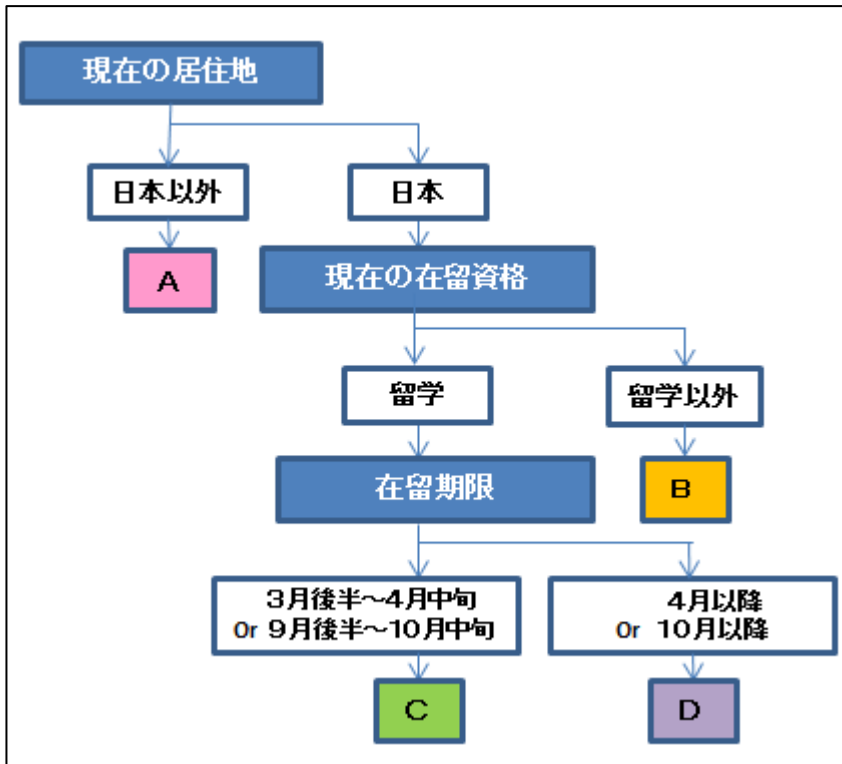 現在の居住地
日本以外
日本
A
現在の在留資格
留学
留学以外
在留期限
B
3月後半～4月中旬
Or 9月後半～10月中旬
4月以降
Or 10月以降
C
D